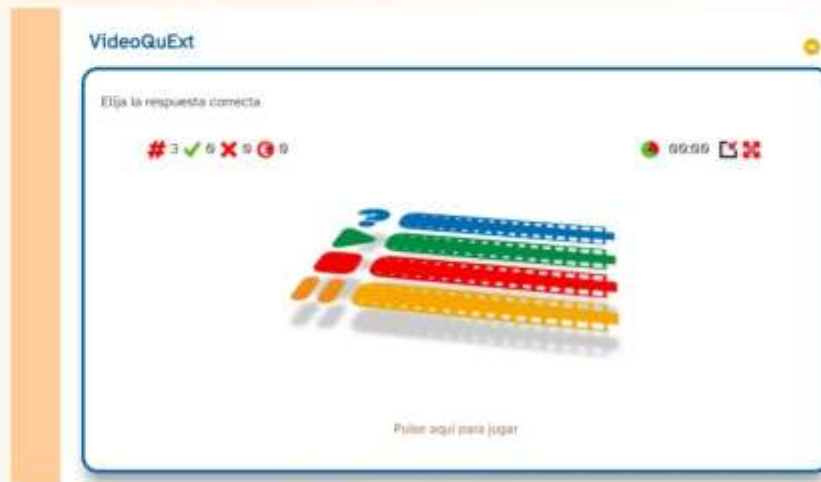 VideoQuExt
Elija la respuesta correcta
# 3 0 0 0
00:00
?
Pulse aquí para jugar